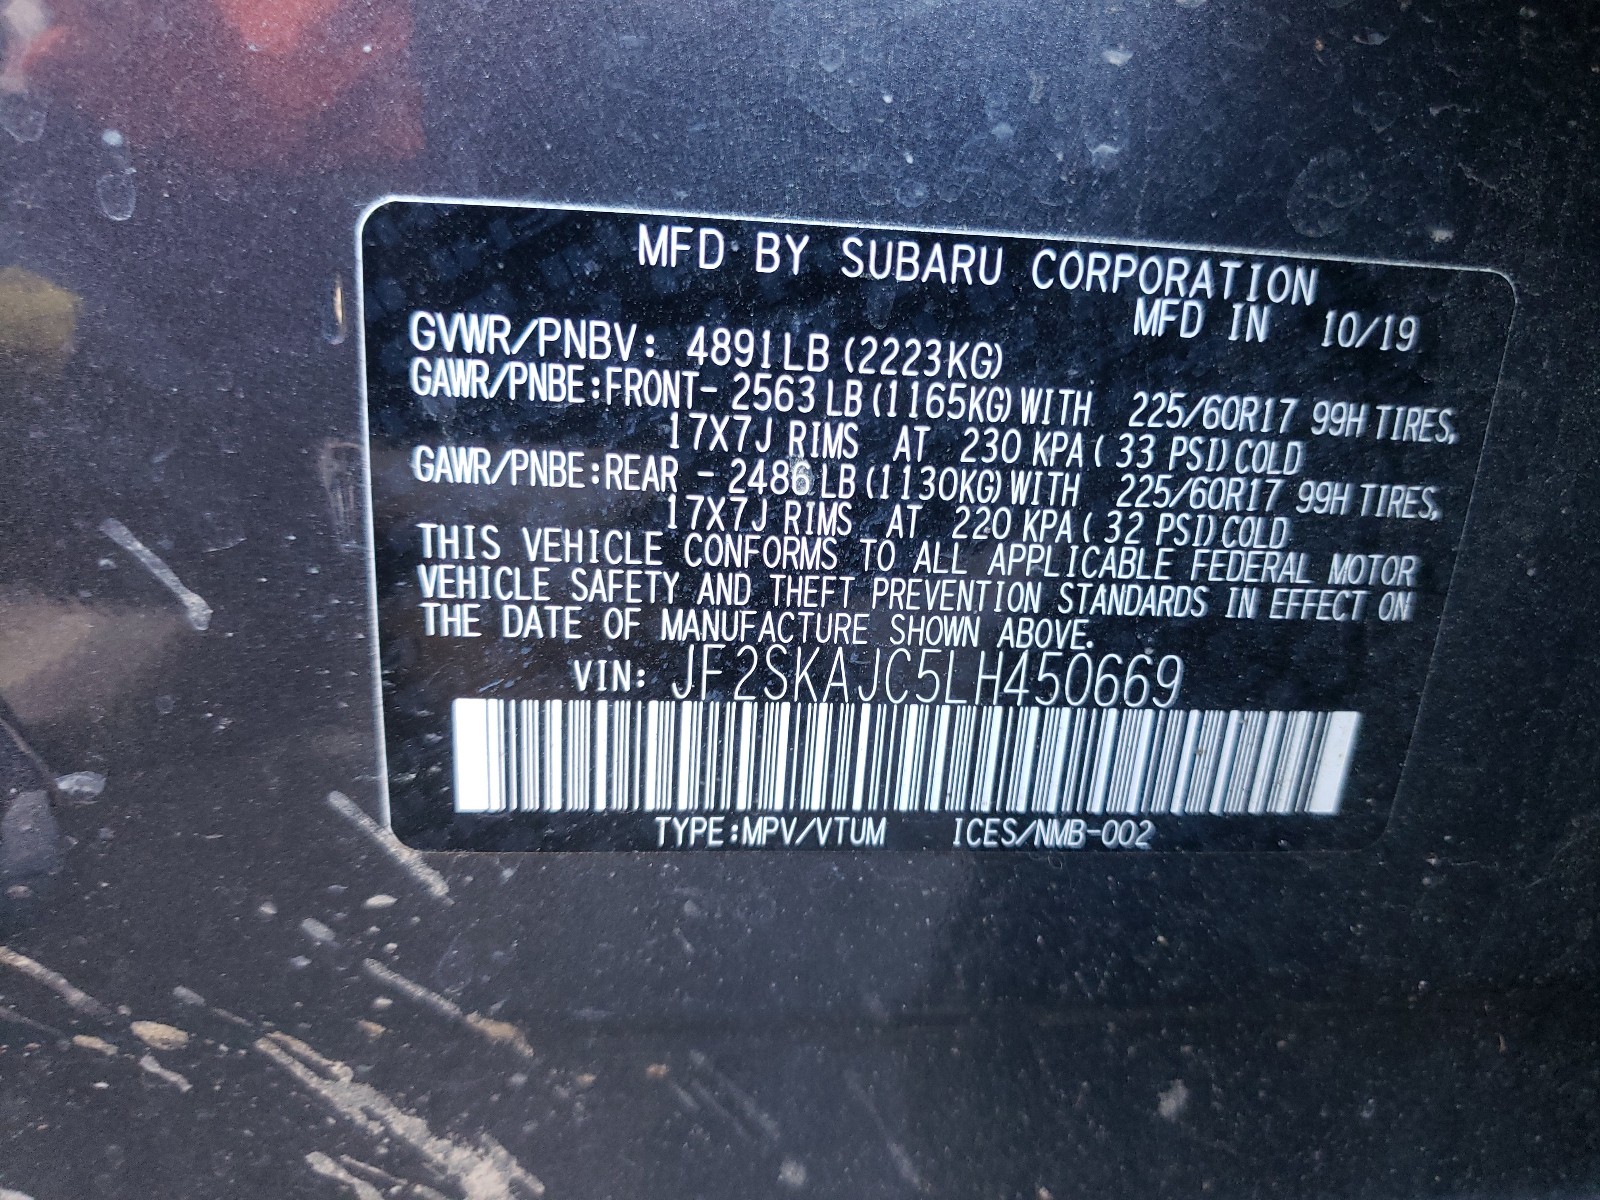 MFD BY SUBARU CORPORATION
MFD IN 10/19
GVWR/PNBV: 4891LB (2223KG)
GAWR/PNBE:FRONT- 2563 LB (1165KG) WITH 225/60R17 99H TIRES,
17X7J RIMS AT 230 KPA ( 33 PSI) COLD
GAWR/PNBE:REAR - 2486 LB (1130KG) WITH 225/60R17 99H TIRES,
17X7J RIMS AT 220 KPA ( 32 PSI) COLD
THIS VEHICLE CONFORMS TO ALL APPLICABLE FEDERAL MOTOR
VEHICLE SAFETY AND THEFT PREVENTION STANDARDS IN EFFECT ON
THE DATE OF MANUFACTURE SHOWN ABOVE.
VIN: JF2SKAJC5LH450669
TYPE:MPV/VTUM ICES/NMB-002